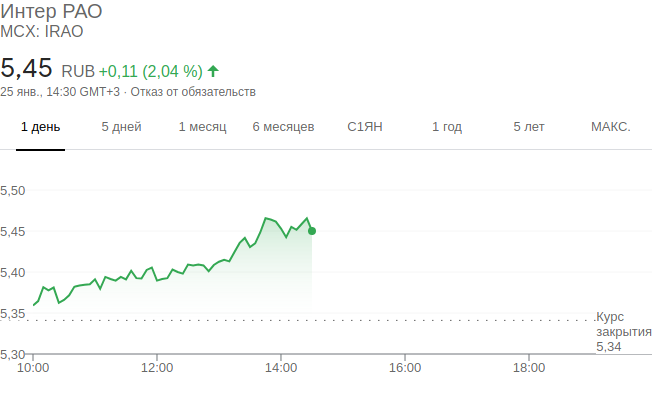 Интер РАО
MCX: IRAO
5,45 RUB +0,11 (2,04 %)
25 янв., 14:30 GMT+3 · Отказ от обязательств
1 день 5 дней 1 месяц 6 месяцев С1ЯН 1 год 5 лет МАКС.
5,50
5,45
5,40
5,35
Курс
закрытия
5,34
5,30
10:00 12:00 14:00 16:00 18:00